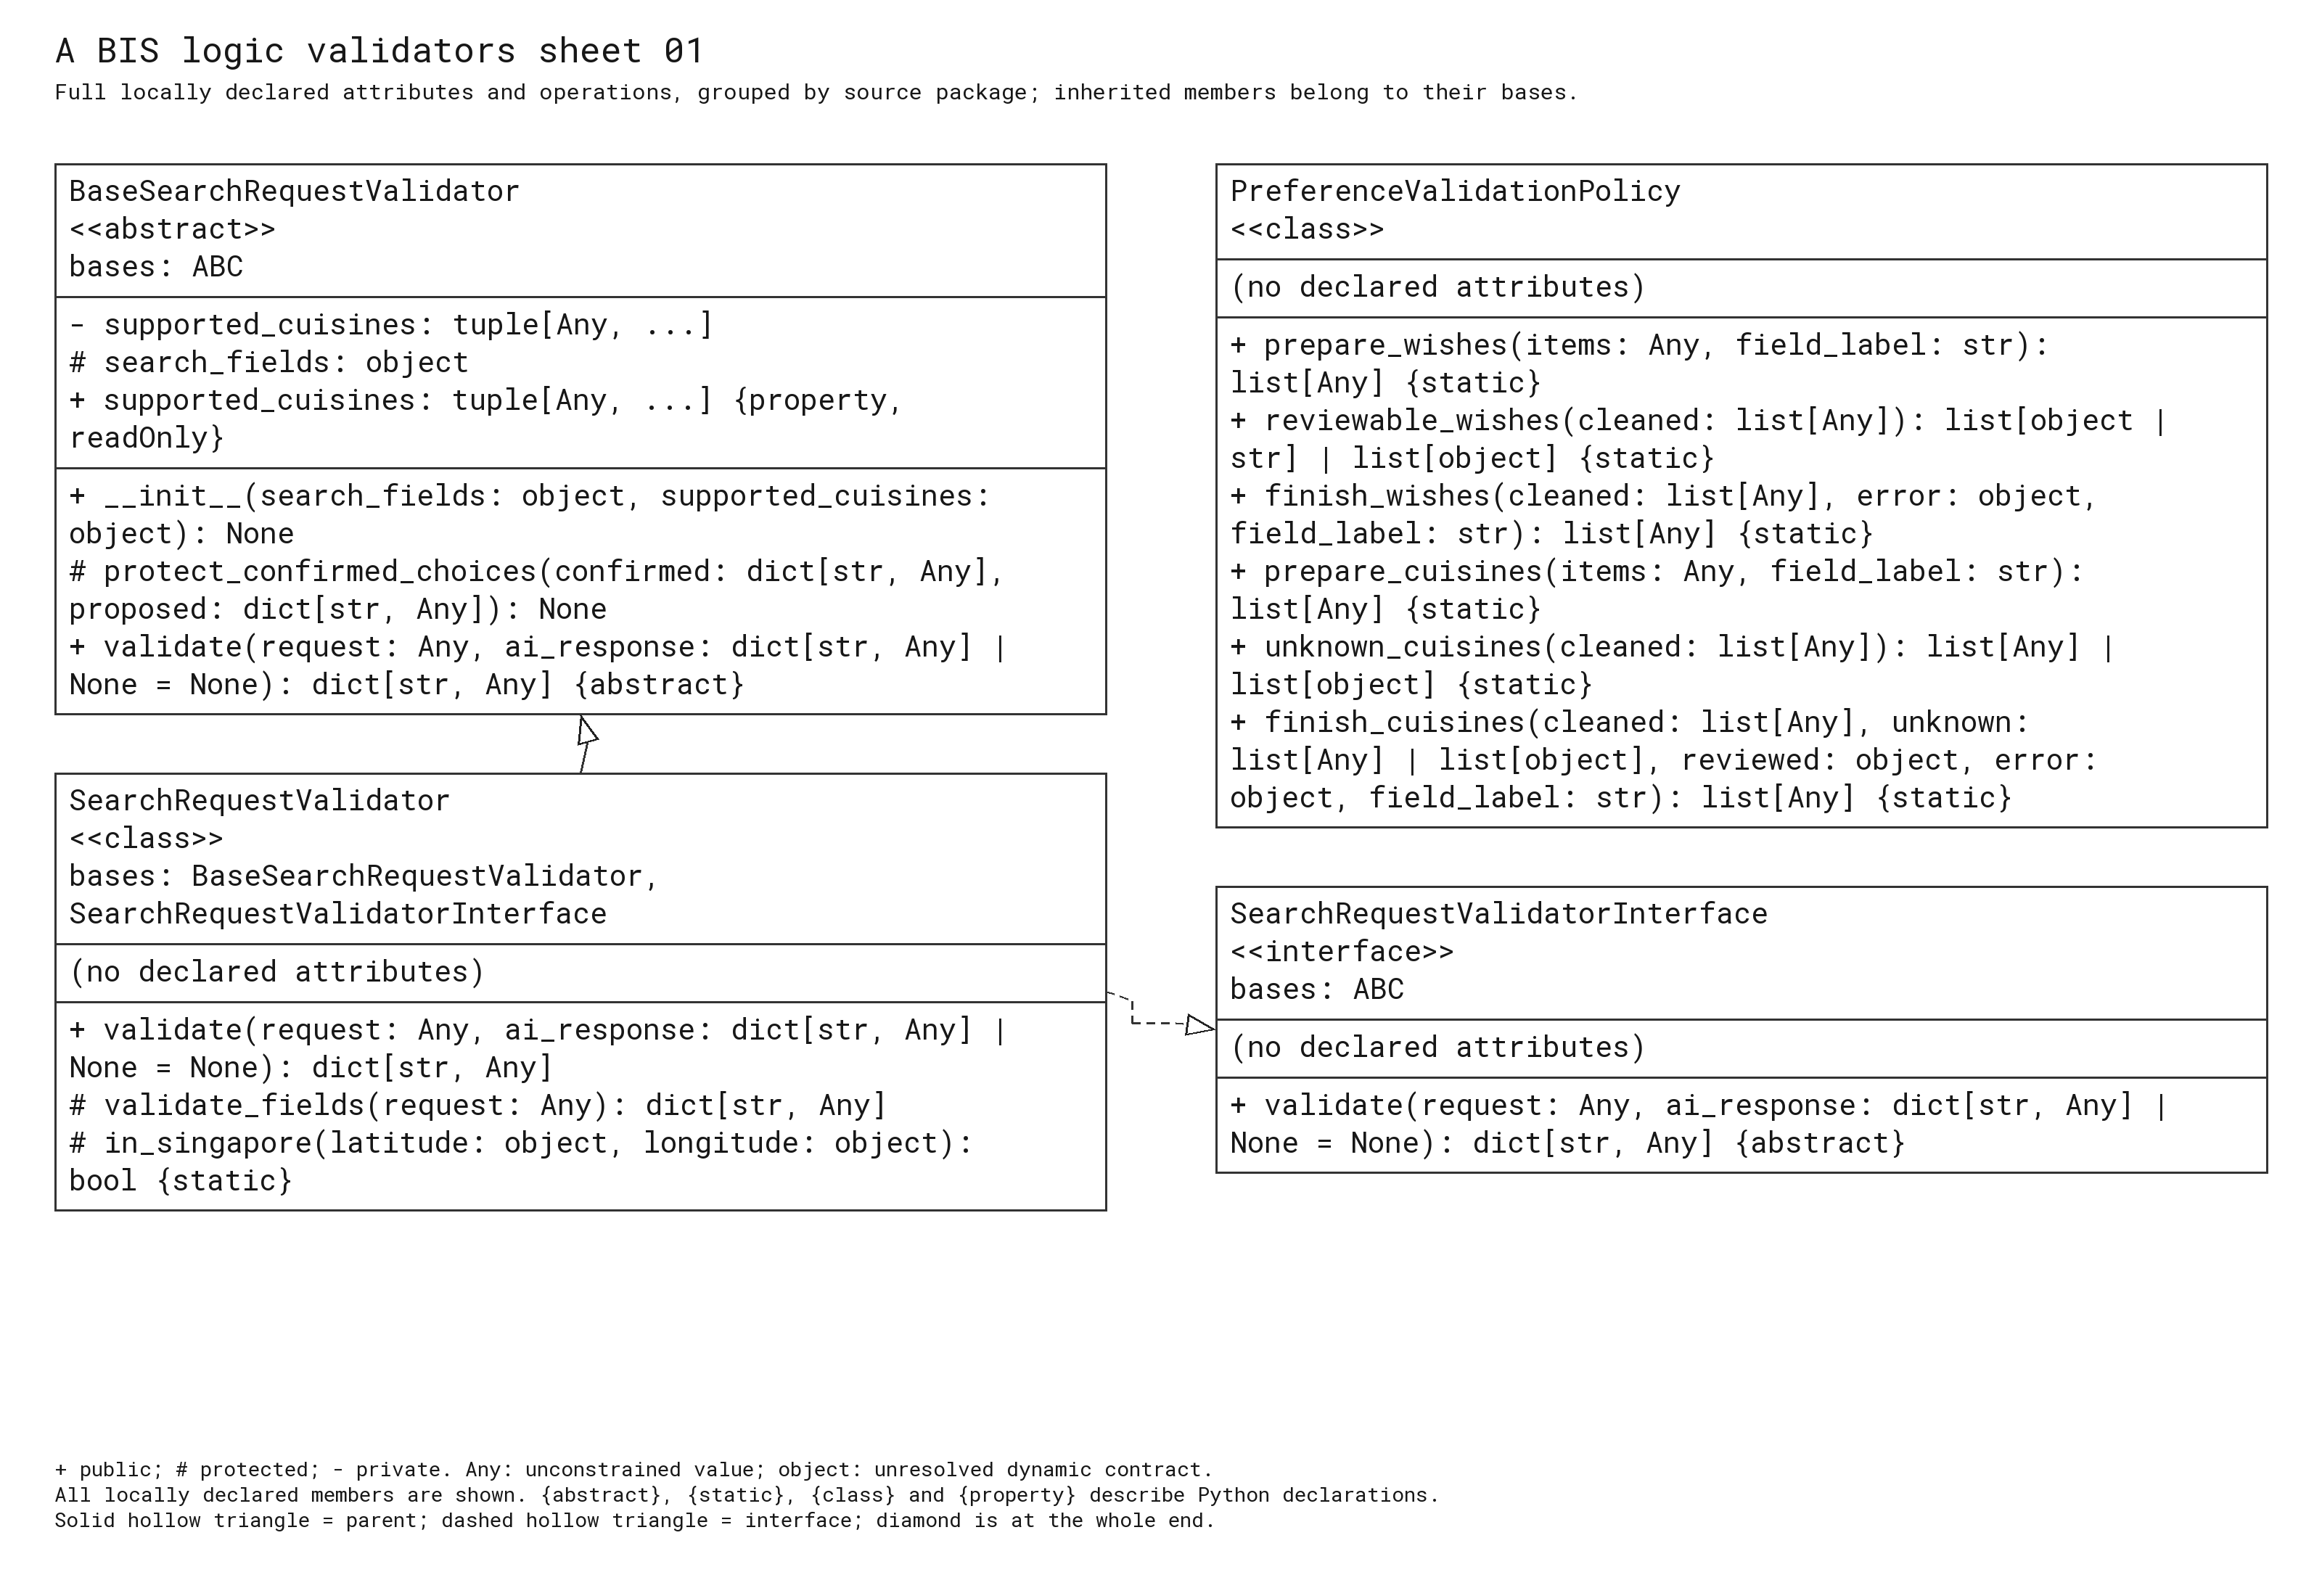 A BIS logic validators sheet 01
Full locally declared attributes and operations, grouped by source package; inherited members belong to their bases.
BaseSearchRequestValidator
<<abstract>>
bases: ABC
- supported_cuisines: tuple[Any, ...]
# search_fields: object
+ supported_cuisines: tuple[Any, ...] {property,
readOnly}
+ __init__(search_fields: object, supported_cuisines:
object): None
# protect_confirmed_choices(confirmed: dict[str, Any],
proposed: dict[str, Any]): None
+ validate(request: Any, ai_response: dict[str, Any] |
None = None): dict[str, Any] {abstract}
SearchRequestValidator
<<class>>
bases: BaseSearchRequestValidator,
SearchRequestValidatorInterface
(no declared attributes)
+ validate(request: Any, ai_response: dict[str, Any] |
None = None): dict[str, Any]
# validate_fields(request: Any): dict[str, Any]
# in_singapore(latitude: object, longitude: object):
bool {static}
PreferenceValidationPolicy
<<class>>
(no declared attributes)
+ prepare_wishes(items: Any, field_label: str):
list[Any] {static}
+ reviewable_wishes(cleaned: list[Any]): list[object |
str] | list[object] {static}
+ finish_wishes(cleaned: list[Any], error: object,
field_label: str): list[Any] {static}
+ prepare_cuisines(items: Any, field_label: str):
list[Any] {static}
+ unknown_cuisines(cleaned: list[Any]): list[Any] |
list[object] {static}
+ finish_cuisines(cleaned: list[Any], unknown:
list[Any] | list[object], reviewed: object, error:
object, field_label: str): list[Any] {static}
SearchRequestValidatorInterface
<<interface>>
bases: ABC
(no declared attributes)
+ validate(request: Any, ai_response: dict[str, Any] |
None = None): dict[str, Any] {abstract}
+ public; # protected; - private. Any: unconstrained value; object: unresolved dynamic contract.
All locally declared members are shown. {abstract}, {static}, {class} and {property} describe Python declarations.
Solid hollow triangle = parent; dashed hollow triangle = interface; diamond is at the whole end.